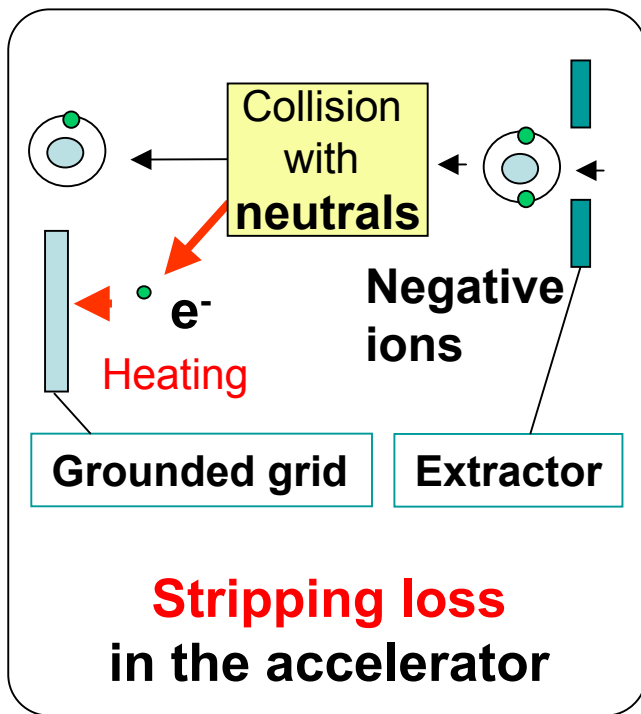 Collision
with
neutrals
Negative
ions
e-
Heating
Grounded grid
Extractor
Stripping loss
in the accelerator